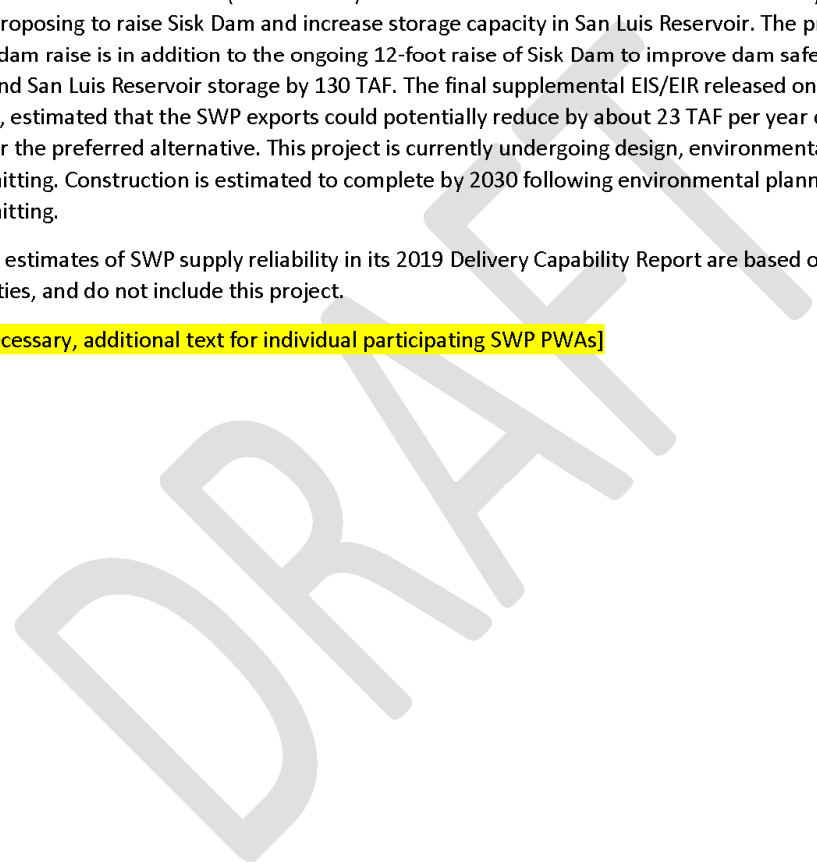 roposing to raise Sisk Dam and increase storage capacity in San Luis Reservoir. The p
dam raise is in addition to the ongoing 12-foot raise of Sisk Dam to improve dam safe
nd San Luis Reservoir storage by 130 TAF. The final supplemental EIS/EIR released on
, estimated that the SWP exports could potentially reduce by about 23 TAF per year
r the preferred alternative. This project is currently undergoing design, environmenta
itting. Construction is estimated to complete by 2030 following environmental plann
itting.
estimates of SWP supply reliability in its 2019 Delivery Capability Report are based o
ties, and do not include this project.
cessary, additional text for individual participating SWP PWAs]
DRAFT